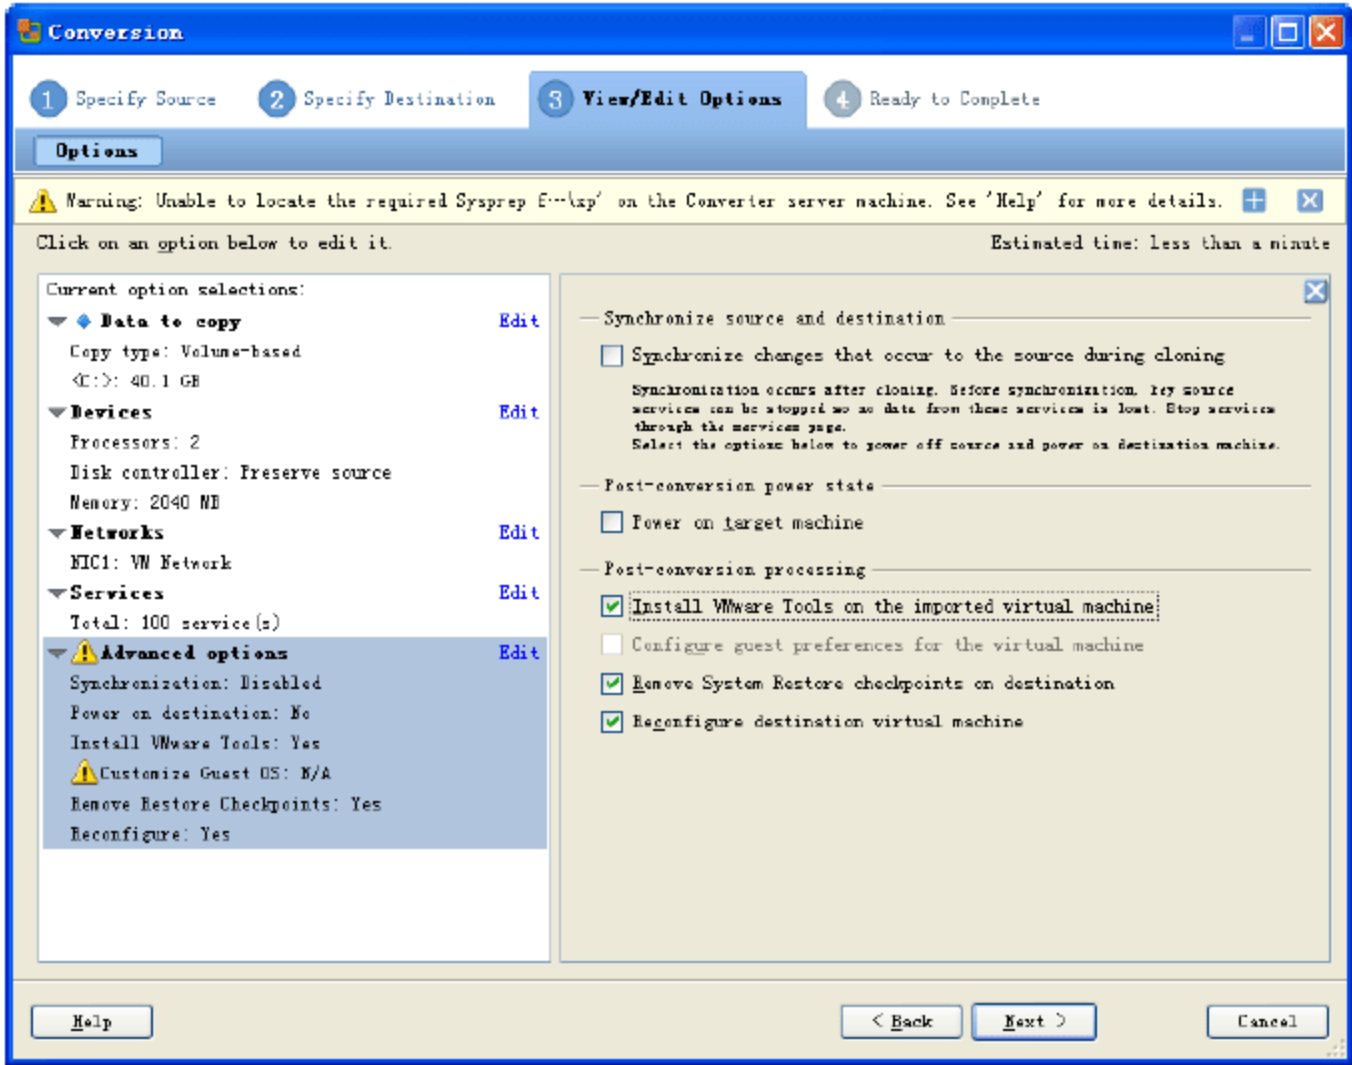 Conversion
1 Specify Source
2 Specify Destination
3 View/Edit Options
4 Ready to Complete
Options
Warning: Unable to locate the required Sysprep f···\xp' on the Converter server machine. See 'Help' for more details.
Click on an option below to edit it.
Estimated time: less than a minute
Current option selections:
Data to copy Edit
Copy type: Volume-based
<C:>: 40.1 GB
Devices Edit
Processors: 2
Disk controller: Preserve source
Memory: 2040 MB
Networks Edit
NIC1: VM Network
Services Edit
Total: 100 service(s)
Advanced options Edit
Synchronization: Disabled
Power on destination: No
Install VMware Tools: Yes
Customize Guest OS: N/A
Remove Restore Checkpoints: Yes
Reconfigure: Yes
Synchronize source and destination
Synchronize changes that occur to the source during cloning
Synchronization occurs after cloning. Before synchronization, key source
services can be stopped so no data from these services is lost. Stop services
through the services page.
Select the options below to power off source and power on destination machine.
Post-conversion power state
Power on target machine
Post-conversion processing
Install VMware Tools on the imported virtual machine
Configure guest preferences for the virtual machine
Remove System Restore checkpoints on destination
Reconfigure destination virtual machine
Help
< Back
Next >
Cancel